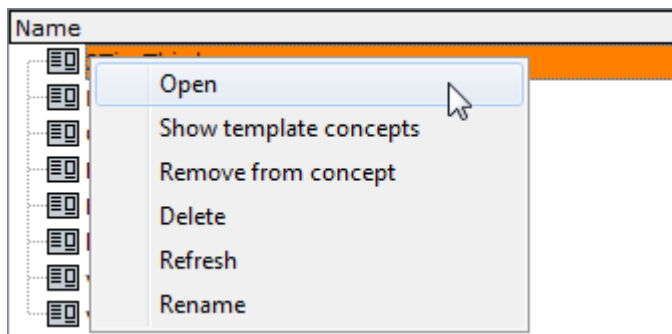 Name
Open
Show template concepts
Remove from concept
Delete
Refresh
Rename